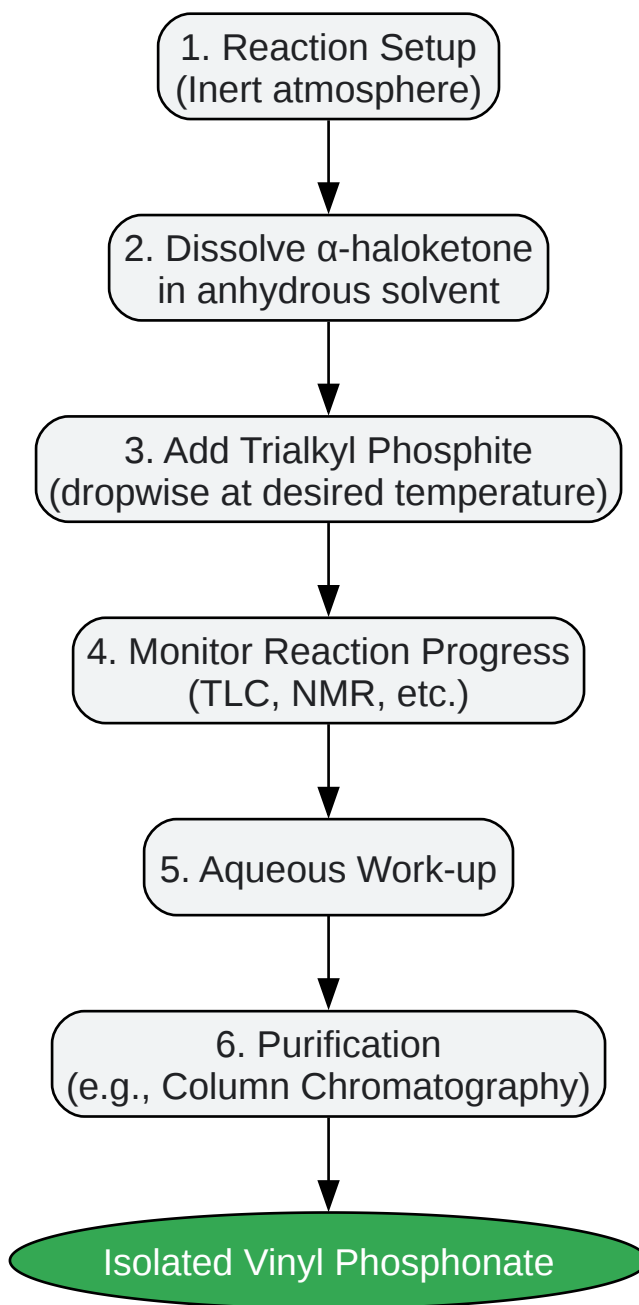 1. Reaction Setup
(Inert atmosphere)
2. Dissolve α-haloketone
in anhydrous solvent
3. Add Trialkyl Phosphite
(dropwise at desired temperature)
4. Monitor Reaction Progress
(TLC, NMR, etc.)
5. Aqueous Work-up
6. Purification
(e.g., Column Chromatography)
Isolated Vinyl Phosphonate